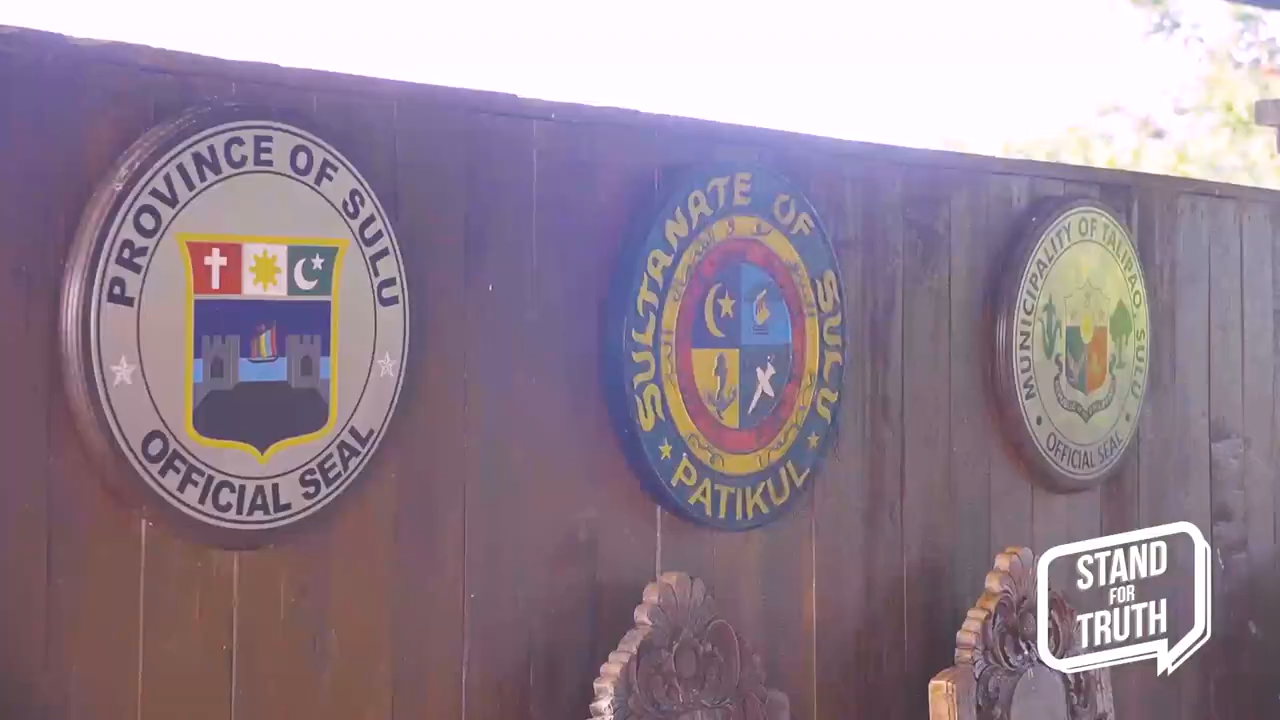 PROVINCE OF SULU
OFFICIAL SEAL
SULTANATE OF SULU
PATIKUL
MUNICIPALITY OF TALIPAO, SULU
OFFICIAL SEAL
STAND
FOR
TRUTH